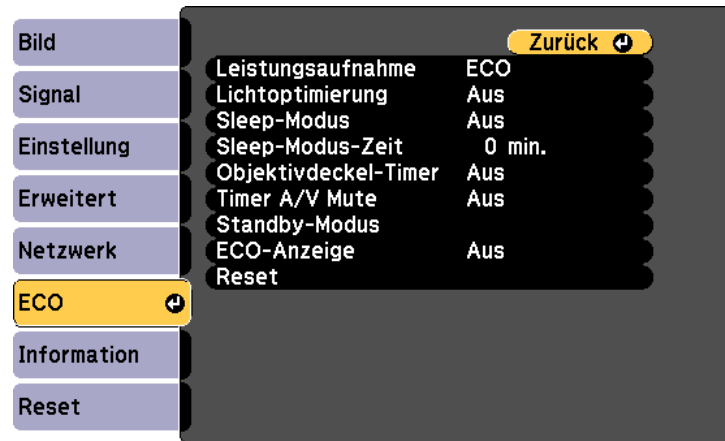 Bild
Signal
Einstellung
Erweitert
Netzwerk
ECO
Information
Reset
Zurück
Leistungsaufnahme ECO
Lichtoptimierung Aus
Sleep-Modus Aus
Sleep-Modus-Zeit 0 min.
Objektivdeckel-Timer Aus
Timer A/V Mute Aus
Standby-Modus
ECO-Anzeige Aus
Reset